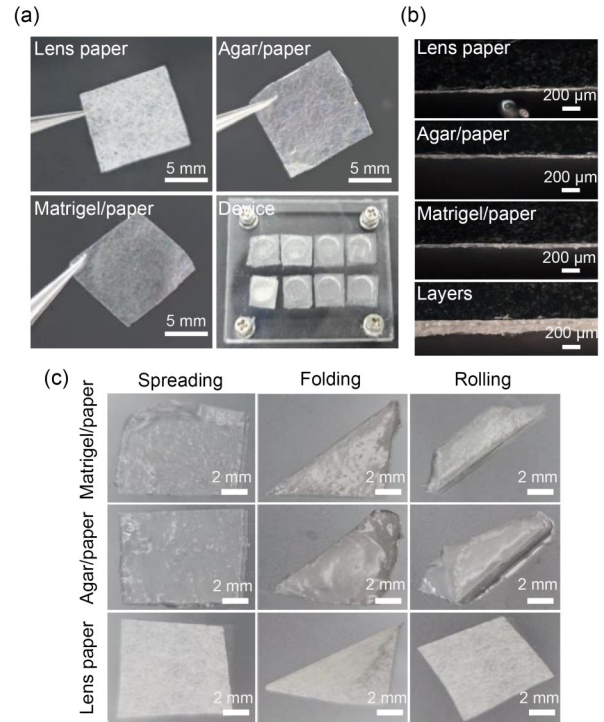 (a)
Lens paper
5 mm
Agar/paper
5 mm
Matrigel/paper
5 mm
Device
(b)
Lens paper
200 μm
Agar/paper
200 μm
Matrigel/paper
200 μm
Layers
200 μm
(c)
Spreading Folding Rolling
Matrigel/paper
2 mm 2 mm 2 mm
Agar/paper
2 mm 2 mm 2 mm
Lens paper
2 mm 2 mm 2 mm